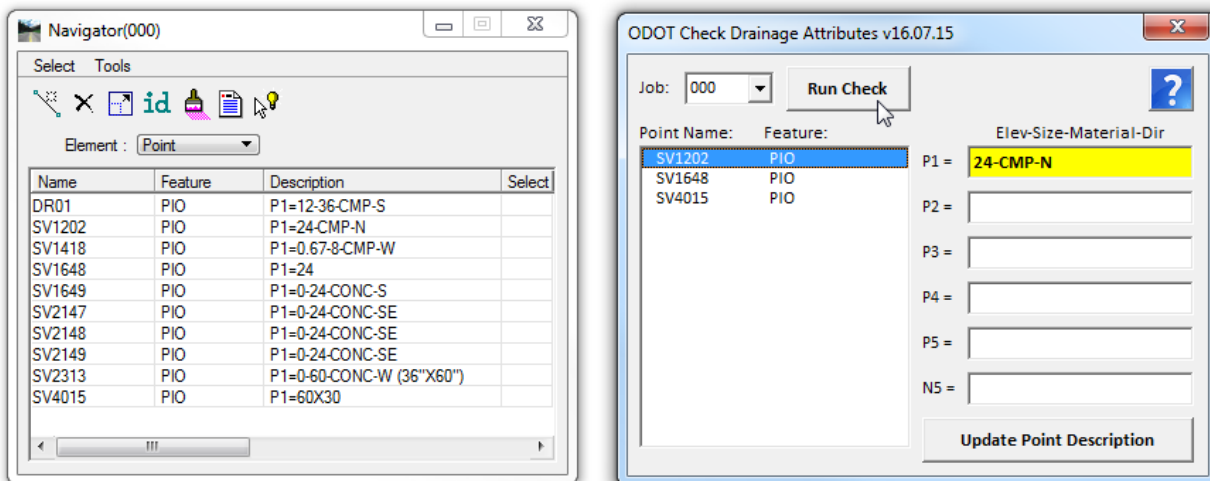 Navigator(000)
Select Tools
id
Element : Point
Name Feature Description Select
DR01 PIO P1=12-36-CMP-S
SV1202 PIO P1=24-CMP-N
SV1418 PIO P1=0.67-8-CMP-W
SV1648 PIO P1=24
SV1649 PIO P1=0-24-CONC-S
SV2147 PIO P1=0-24-CONC-SE
SV2148 PIO P1=0-24-CONC-SE
SV2149 PIO P1=0-24-CONC-SE
SV2313 PIO P1=0-60-CONC-W (36"X60")
SV4015 PIO P1=60X30
ODOT Check Drainage Attributes v16.07.15
Job: 000 Run Check ?
Point Name: Feature: Elev-Size-Material-Dir
SV1202 PIO P1 = 24-CMP-N
SV1648 PIO
SV4015 PIO
P2 =
P3 =
P4 =
P5 =
N5 =
Update Point Description